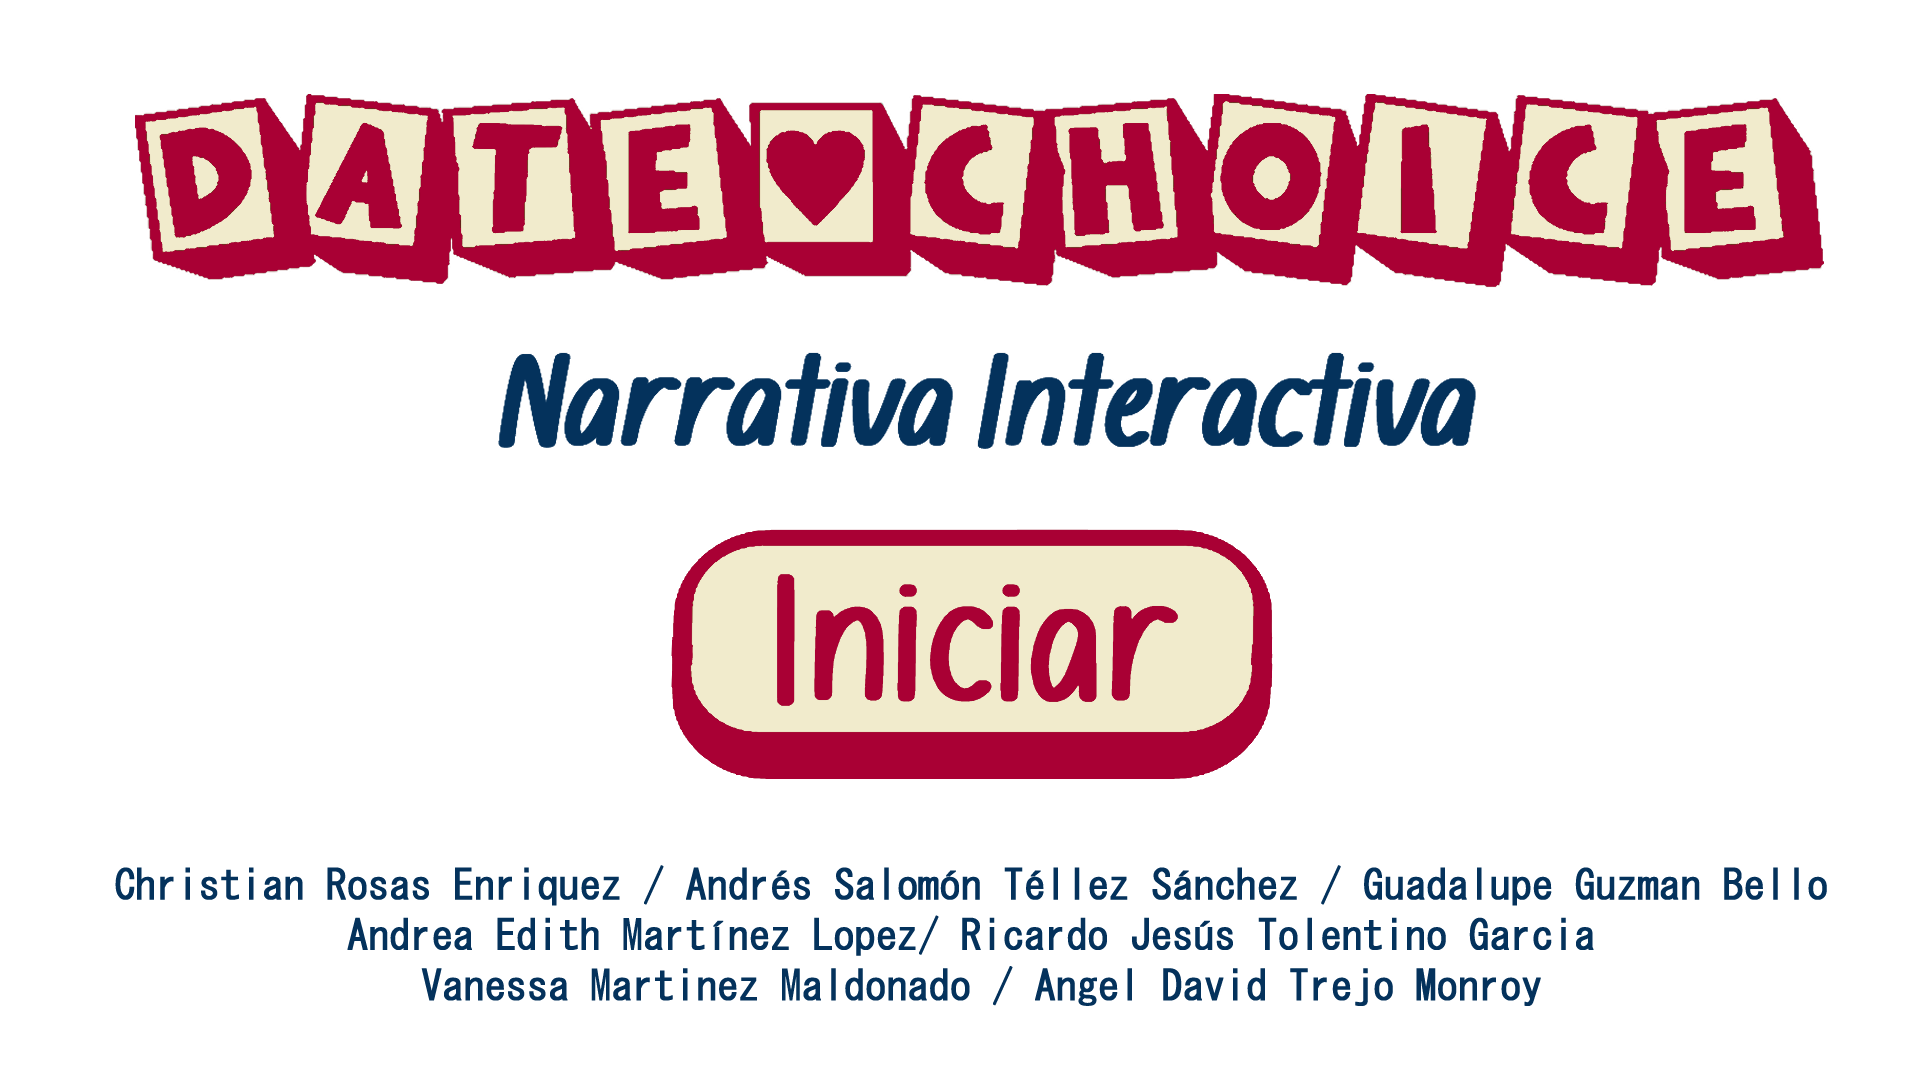 DATE♥CHOICE
Narrativa Interactiva
Iniciar
Christian Rosas Enriquez / Andrés Salomón Téllez Sánchez / Guadalupe Guzman Bello
Andrea Edith Martínez Lopez/ Ricardo Jesús Tolentino Garcia
Vanessa Martinez Maldonado / Angel David Trejo Monroy